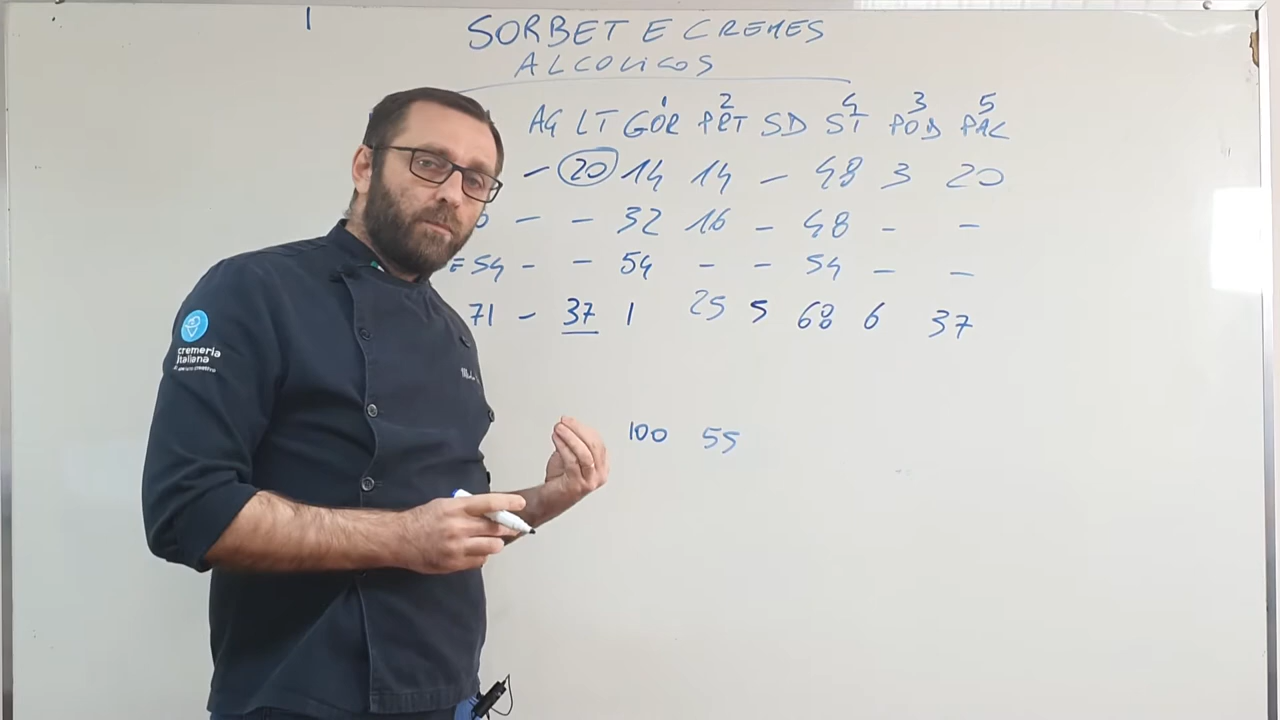 SORBET E CREMES
ALCOLICOS
1 2 4 3 5
AG LT GOR PRT SD ST POD PAC
- 20 14 14 - 48 3 20
- - 32 16 - 48 - -
= 54 - - 54 - - 54 - -
71 - 37 1 25 5 68 6 37
100 55
cremeria
italiana